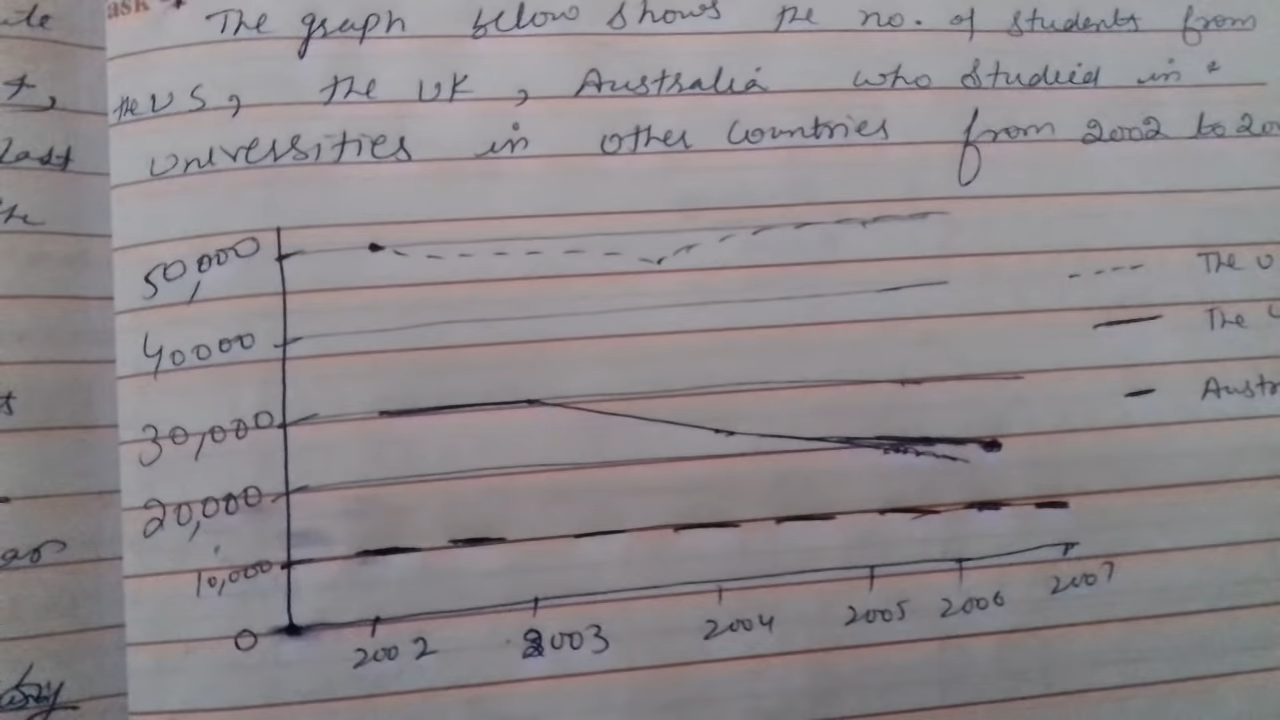 ask
The graph below shows the no. of students from
the US, the UK, Australia who studied in
universities in other countries from 2002 to 20
last
50,000
The U
40000
The
Austr
30,000
20,000
10,000
0
2002 2003 2004 2005 2006 2007